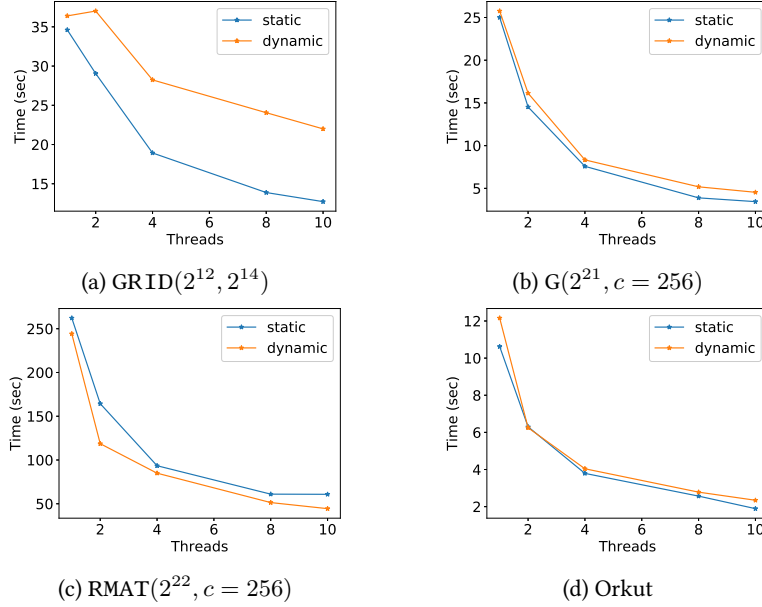 static
dynamic
35
30
25
20
15
Time (sec)
2
4
6
8
10
Threads
(a) GRID(2^12, 2^14)
static
dynamic
25
20
15
10
5
Time (sec)
2
4
6
8
10
Threads
(b) G(2^21, c = 256)
static
dynamic
250
200
150
100
50
Time (sec)
2
4
6
8
10
Threads
(c) RMAT(2^22, c = 256)
static
dynamic
12
10
8
6
4
2
Time (sec)
2
4
6
8
10
Threads
(d) Orkut